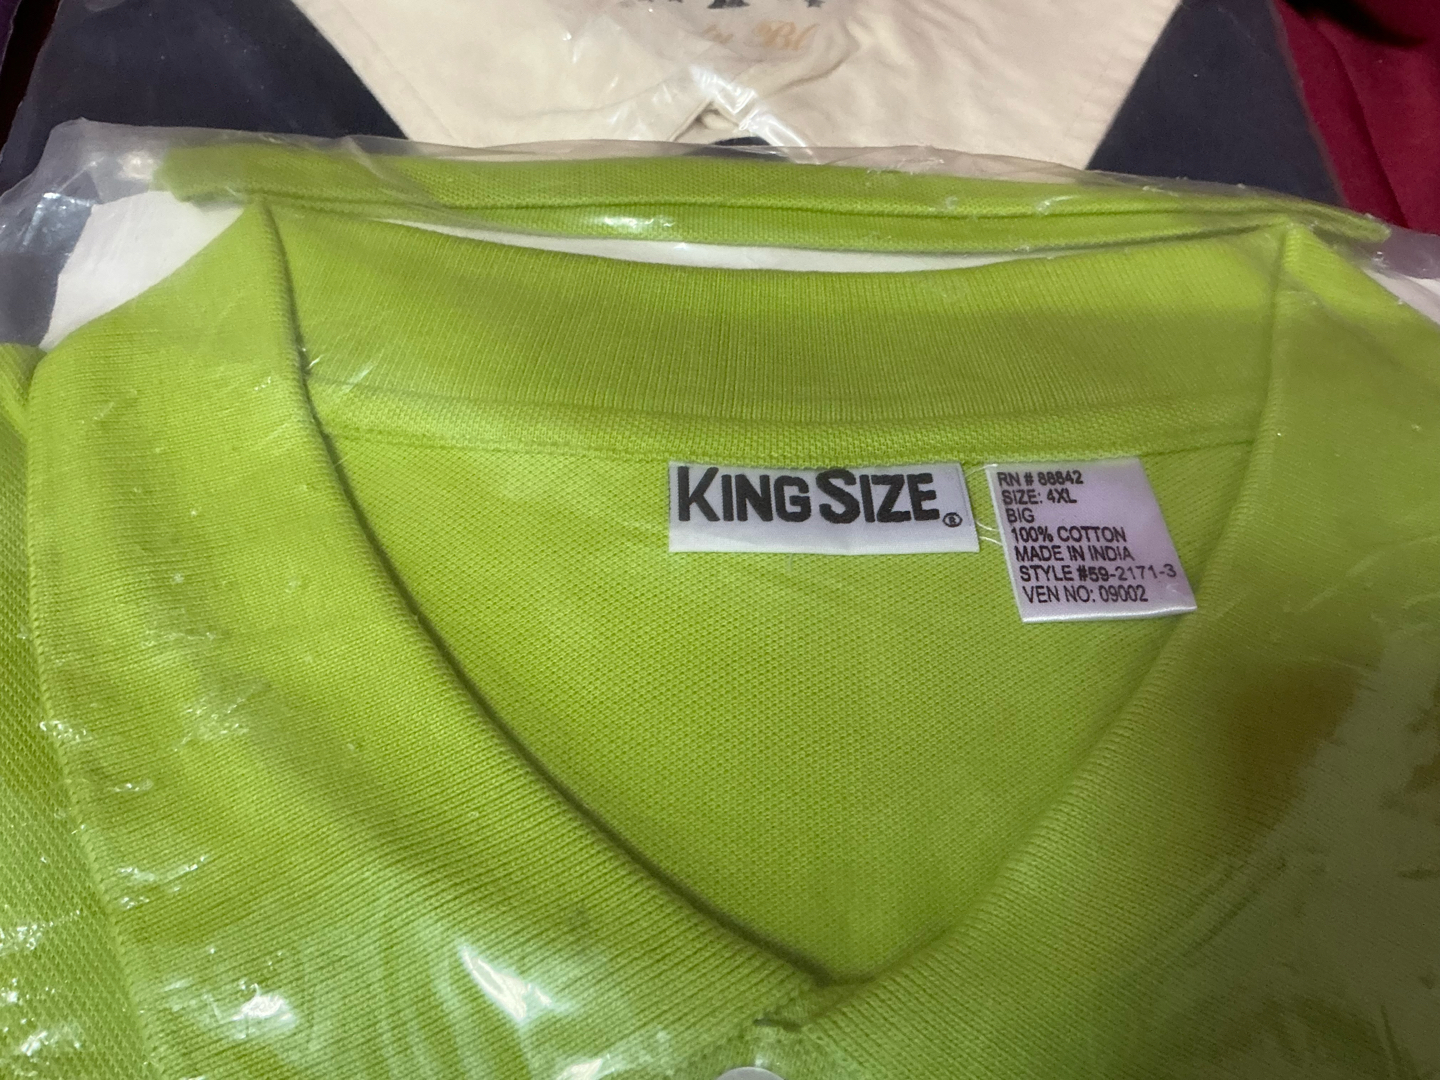 KINGSIZE®
RN # 88842
SIZE: 4XL
BIG
100% COTTON
MADE IN INDIA
STYLE #59-2171-3
VEN NO: 09002